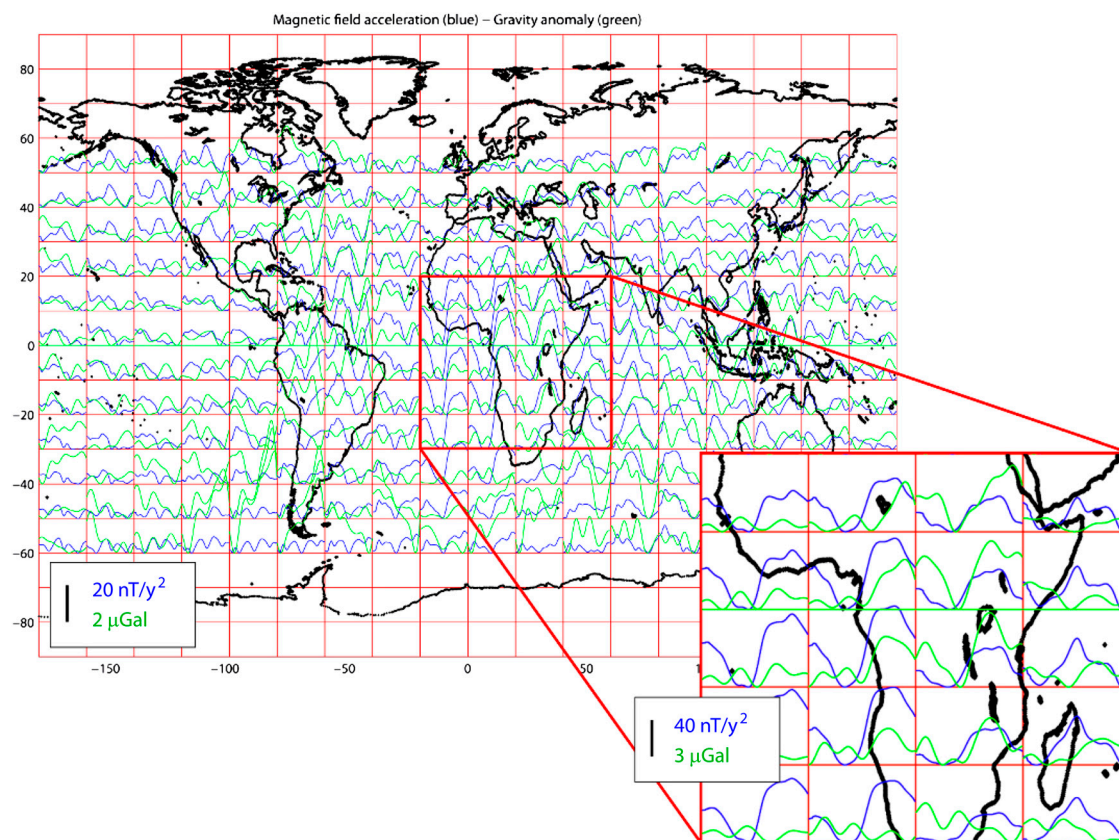 Magnetic field acceleration (blue) – Gravity anomaly (green)
80
60
40
20
0
−20
−40
−60
−80
20 nT/y²
2 μGal
−150
−100
−50
0
50
40 nT/y²
3 μGal